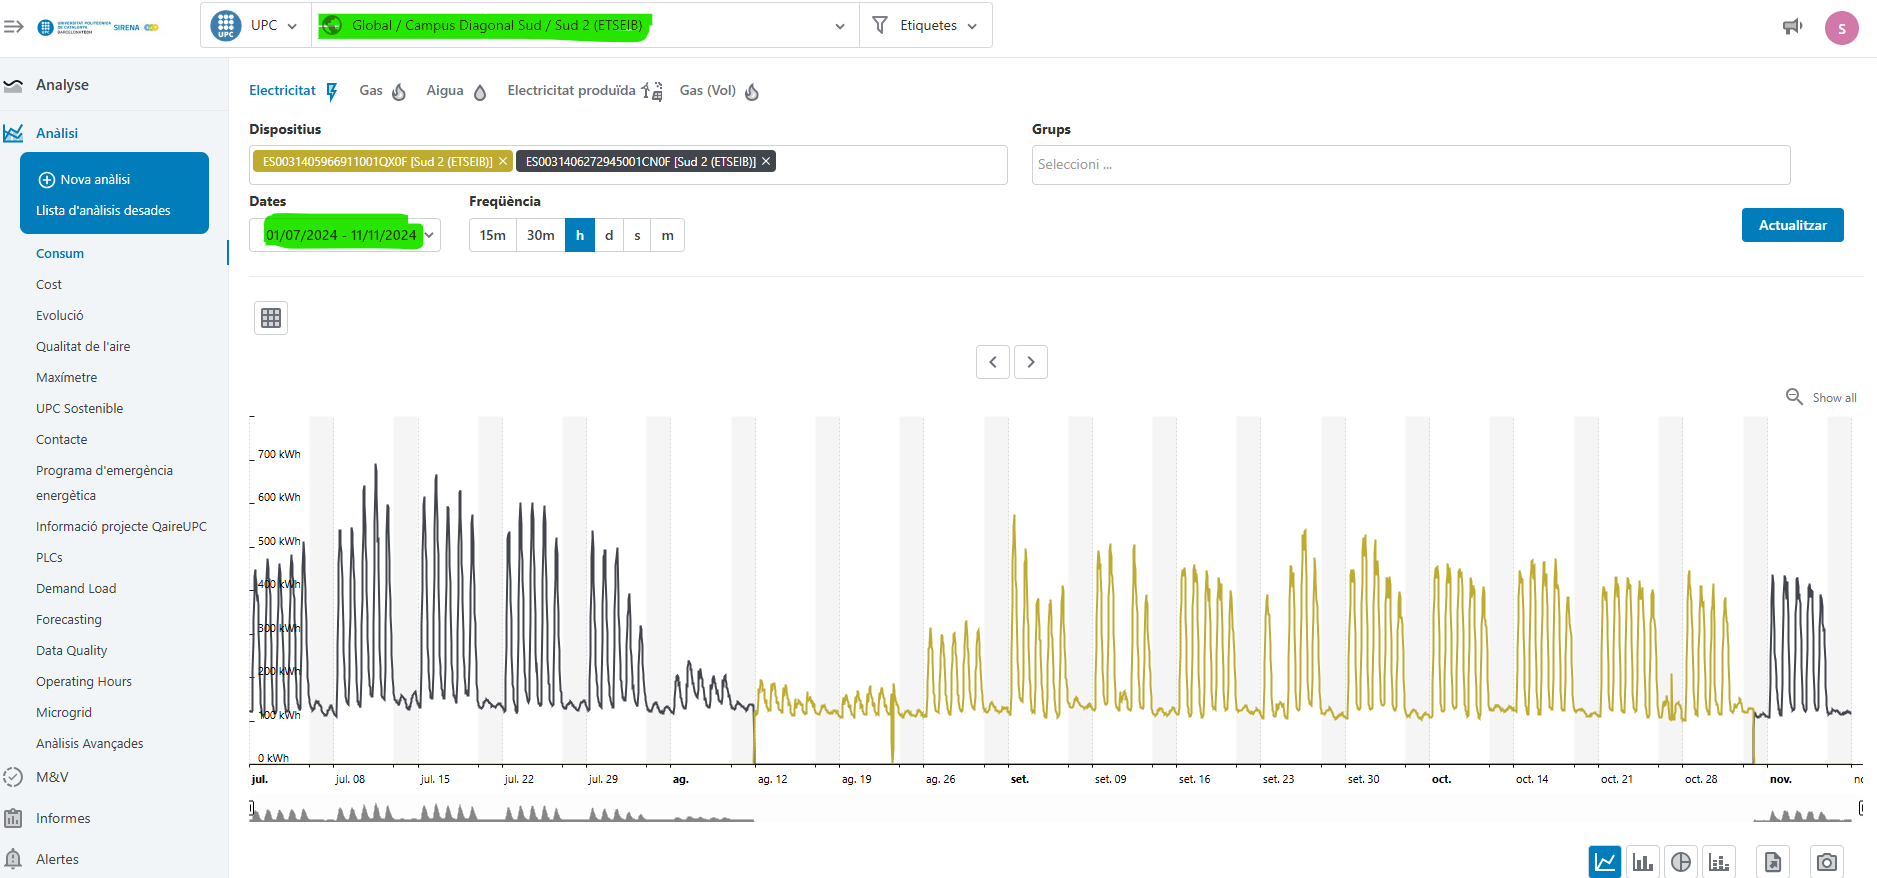 UNIVERSITAT POLITÈCNICA
DE CATALUNYA
BARCELONATECH
SIRENA
UPC
UPC
Global / Campus Diagonal Sud / Sud 2 (ETSEIB)
Etiquetes
S
Analyse
Anàlisi
Nova anàlisi
Llista d'anàlisis desades
Consum
Cost
Evolució
Qualitat de l'aire
Maxímetre
UPC Sostenible
Contacte
Programa d'emergència
energètica
Informació projecte QaireUPC
PLCs
Demand Load
Forecasting
Data Quality
Operating Hours
Microgrid
Anàlisis Avançades
M&V
Informes
Alertes
Electricitat Gas Aigua Electricitat produïda Gas (Vol)
Dispositius
ES0031405966911001QX0F [Sud 2 (ETSEIB)] × ES0031406272945001CN0F [Sud 2 (ETSEIB)] ×
Grups
Seleccioni ...
Dates
01/07/2024 - 11/11/2024
Freqüència
15m 30m h d s m
Actualitzar
Show all
700 kWh
600 kWh
500 kWh
400 kWh
300 kWh
200 kWh
100 kWh
0 kWh
jul. jul. 08 jul. 15 jul. 22 jul. 29 ag. ag. 12 ag. 19 ag. 26 set. set. 09 set. 16 set. 23 set. 30 oct. oct. 14 oct. 21 oct. 28 nov. no